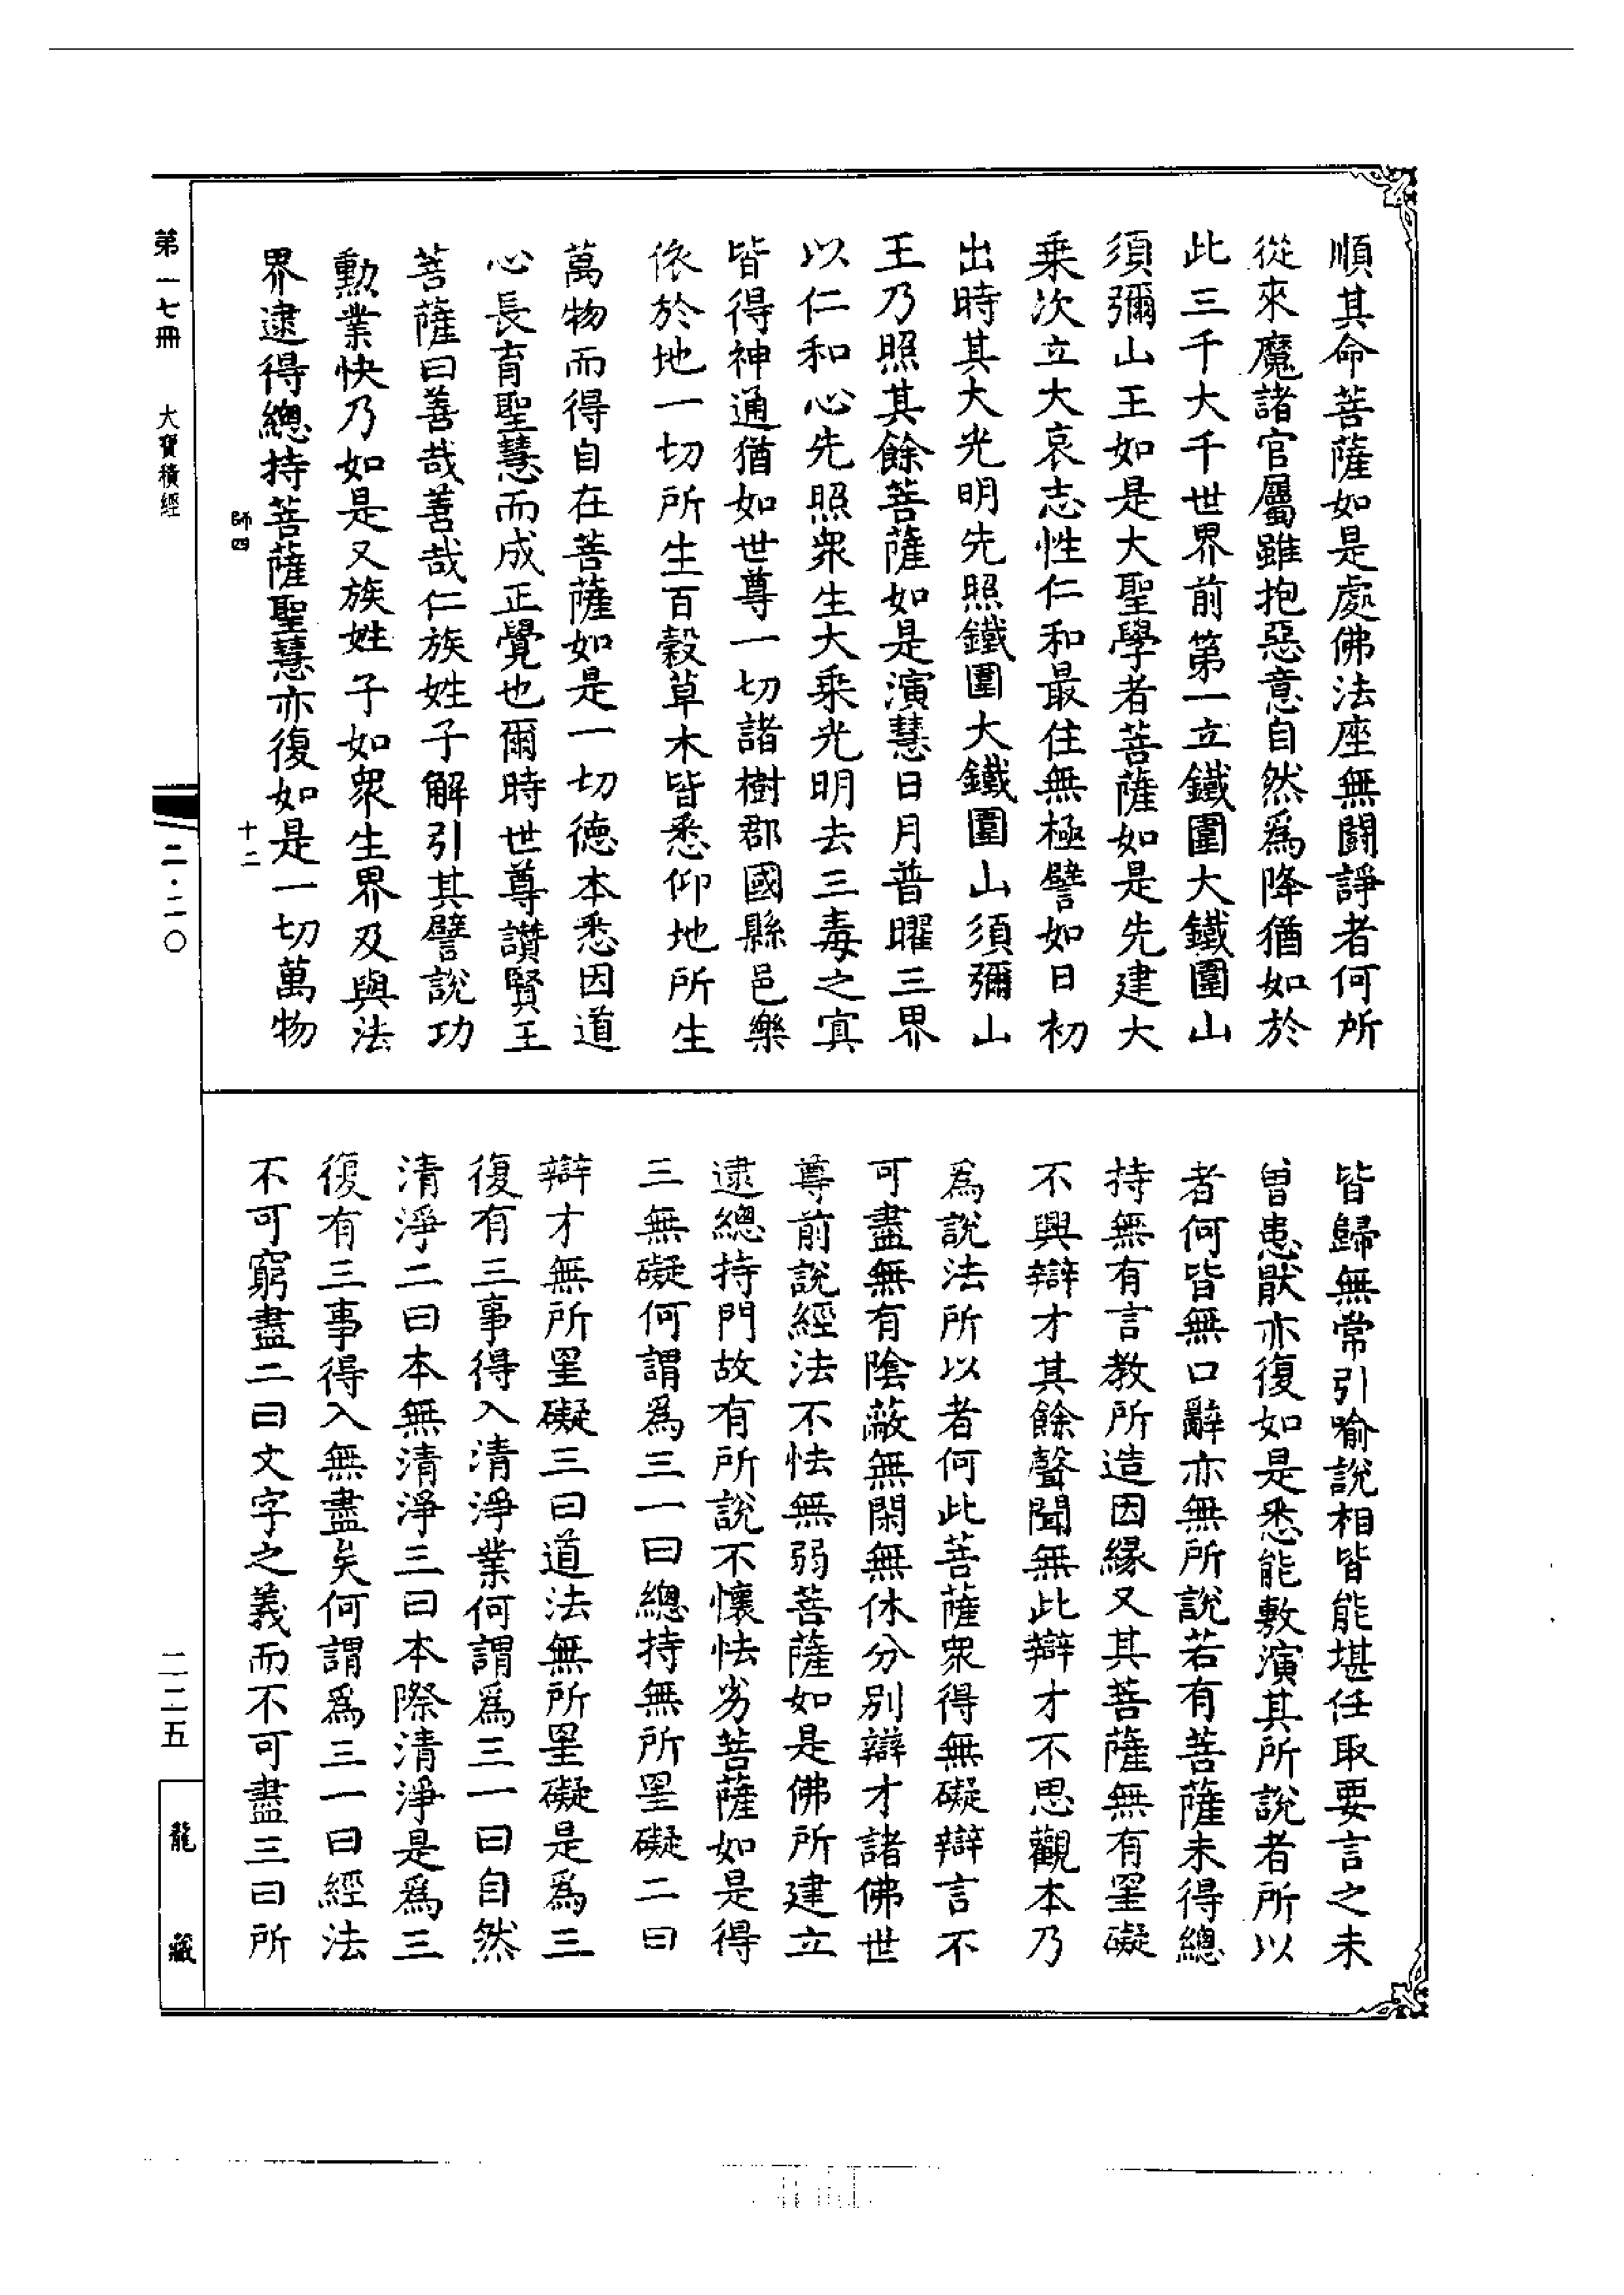 順其命菩薩如是處佛法座無闘諍者何所
從來魔諸官屬雖抱惡意自然爲降猶如於
此三千大千世界前第一立鐵圍大鐵圍山
須彌山王如是大聖學者菩薩如是先建大
乗次立大哀志性仁和最住無極譬如日初
出時其大光明先照鐵圍大鐵圍山須彌山
王乃照其餘菩薩如是演慧日月普曜三界
以仁和心先照衆生大乗光明去三毒之冥
皆得神通猶如世尊一切諸樹郡國縣邑樂
依於地一切所生百穀草木皆悉仰地所生
萬物而得自在菩薩如是一切德本悉因道
心長育聖慧而成正覺也爾時世尊讃賢王
菩薩曰善哉善哉仁族姓子解引其譬說功
勳業快乃如是又族姓子如衆生界及與法
界逮得總持菩薩聖慧亦復如是一切萬物
皆歸無常引喻說相皆能堪任取要言之未
曽患猒亦復如是悉能敷演其所說者所以
者何皆無口辭亦無所說若有菩薩未得總
持無有言教所造因縁又其菩薩無有罣礙
不興辯才其餘聲聞無此辯才不思觀本乃
爲說法所以者何此菩薩衆得無礙辯言不
可盡無有陰蔽無閑無休分别辯才諸佛世
尊前說經法不怯無弱菩薩如是佛所建立
逮總持門故有所說不懷怯劣菩薩如是得
三無礙何謂爲三一曰總持無所罣礙二曰
辯才無所罣礙三曰道法無所罣礙是爲三
復有三事得入清淨業何謂爲三一曰自然
清淨二曰本無清淨三曰本際清淨是爲三
復有三事得入無盡矣何謂爲三一曰經法
不可窮盡二曰文字之義而不可盡三曰所
師四
十二
第一七冊
大寶積經
二·二〇
二二五
龍藏